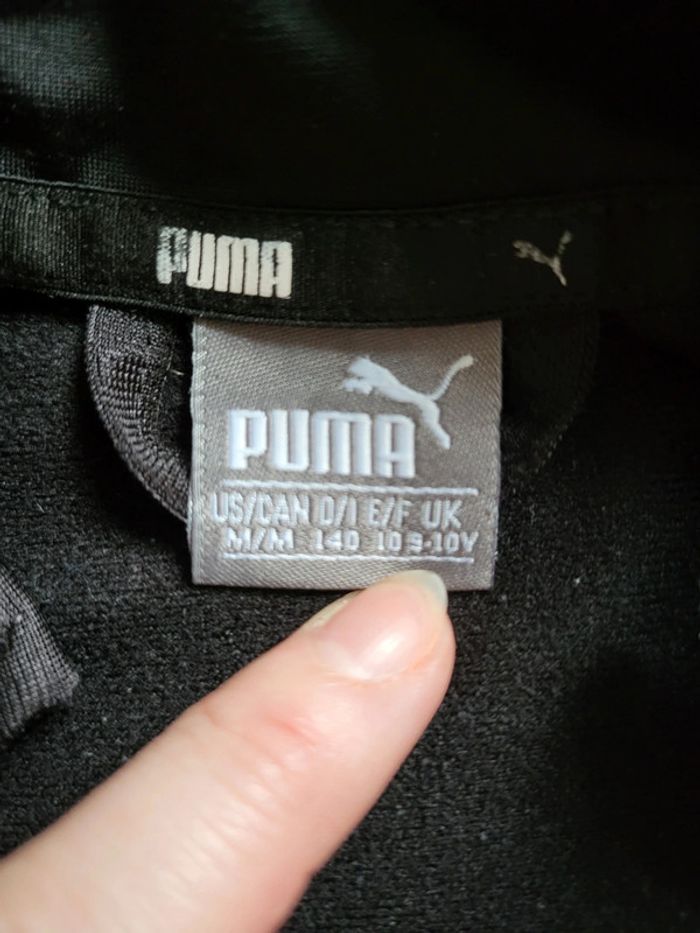 PUMA
PUMA
US/CAN D/I E/F UK
M/M 140 10 9-10Y